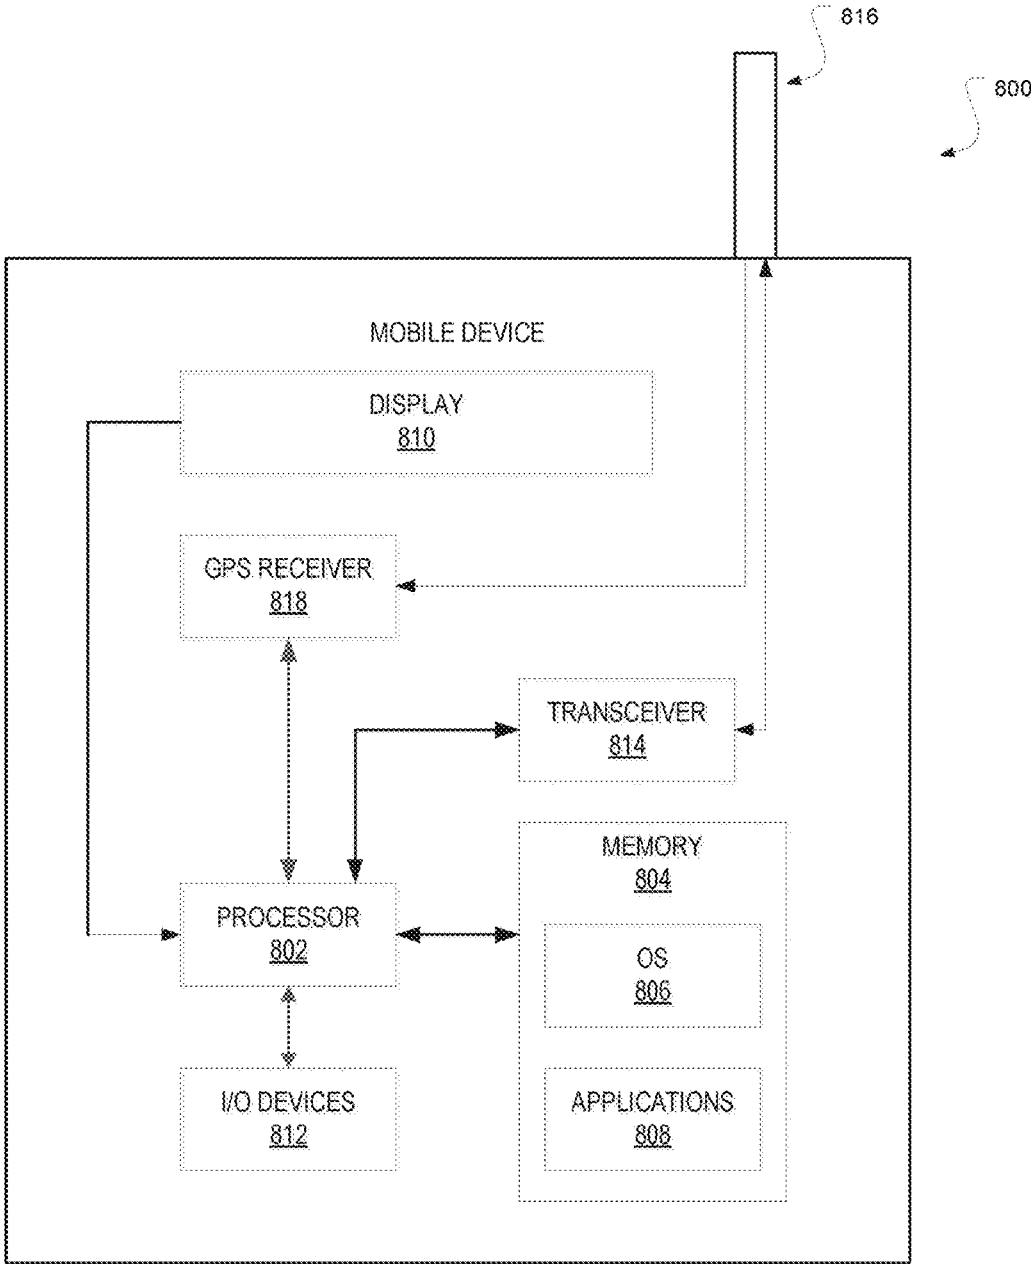 816
800
MOBILE DEVICE
DISPLAY
810
GPS RECEIVER
818
TRANSCEIVER
814
MEMORY
804
PROCESSOR
802
OS
806
I/O DEVICES
812
APPLICATIONS
808